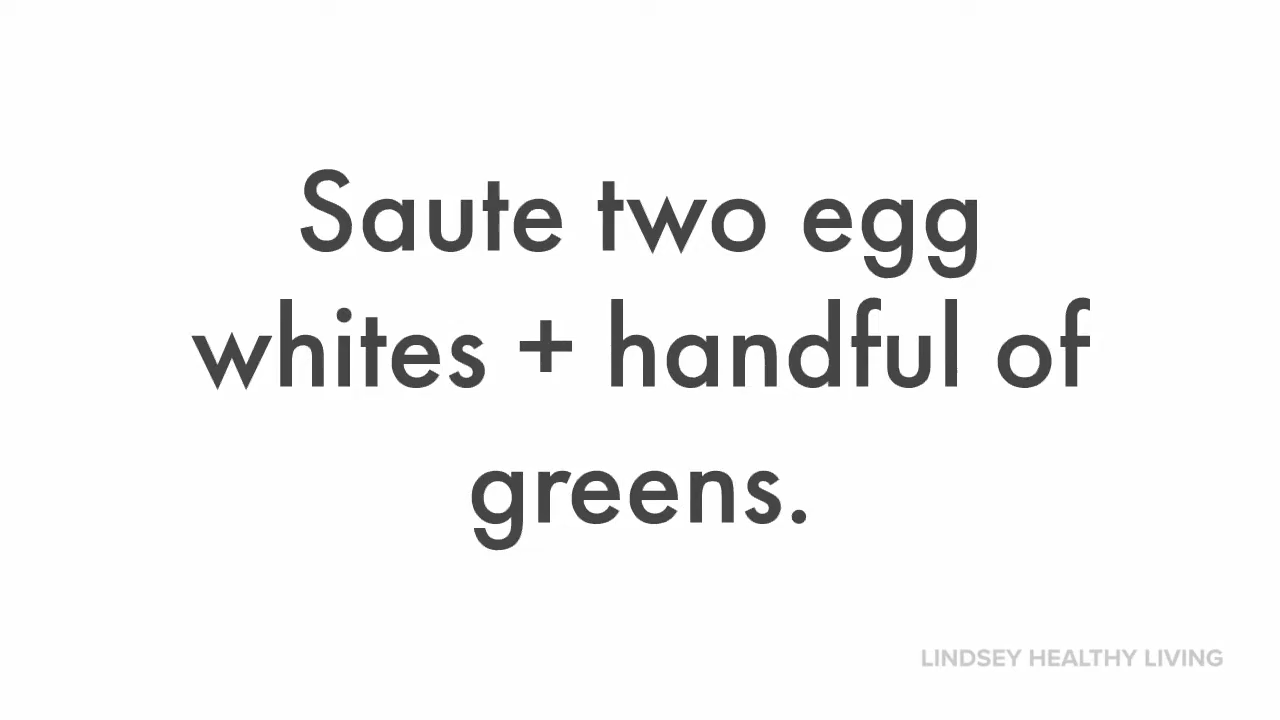 Saute two egg
whites + handful of
greens.
LINDSEY HEALTHY LIVING